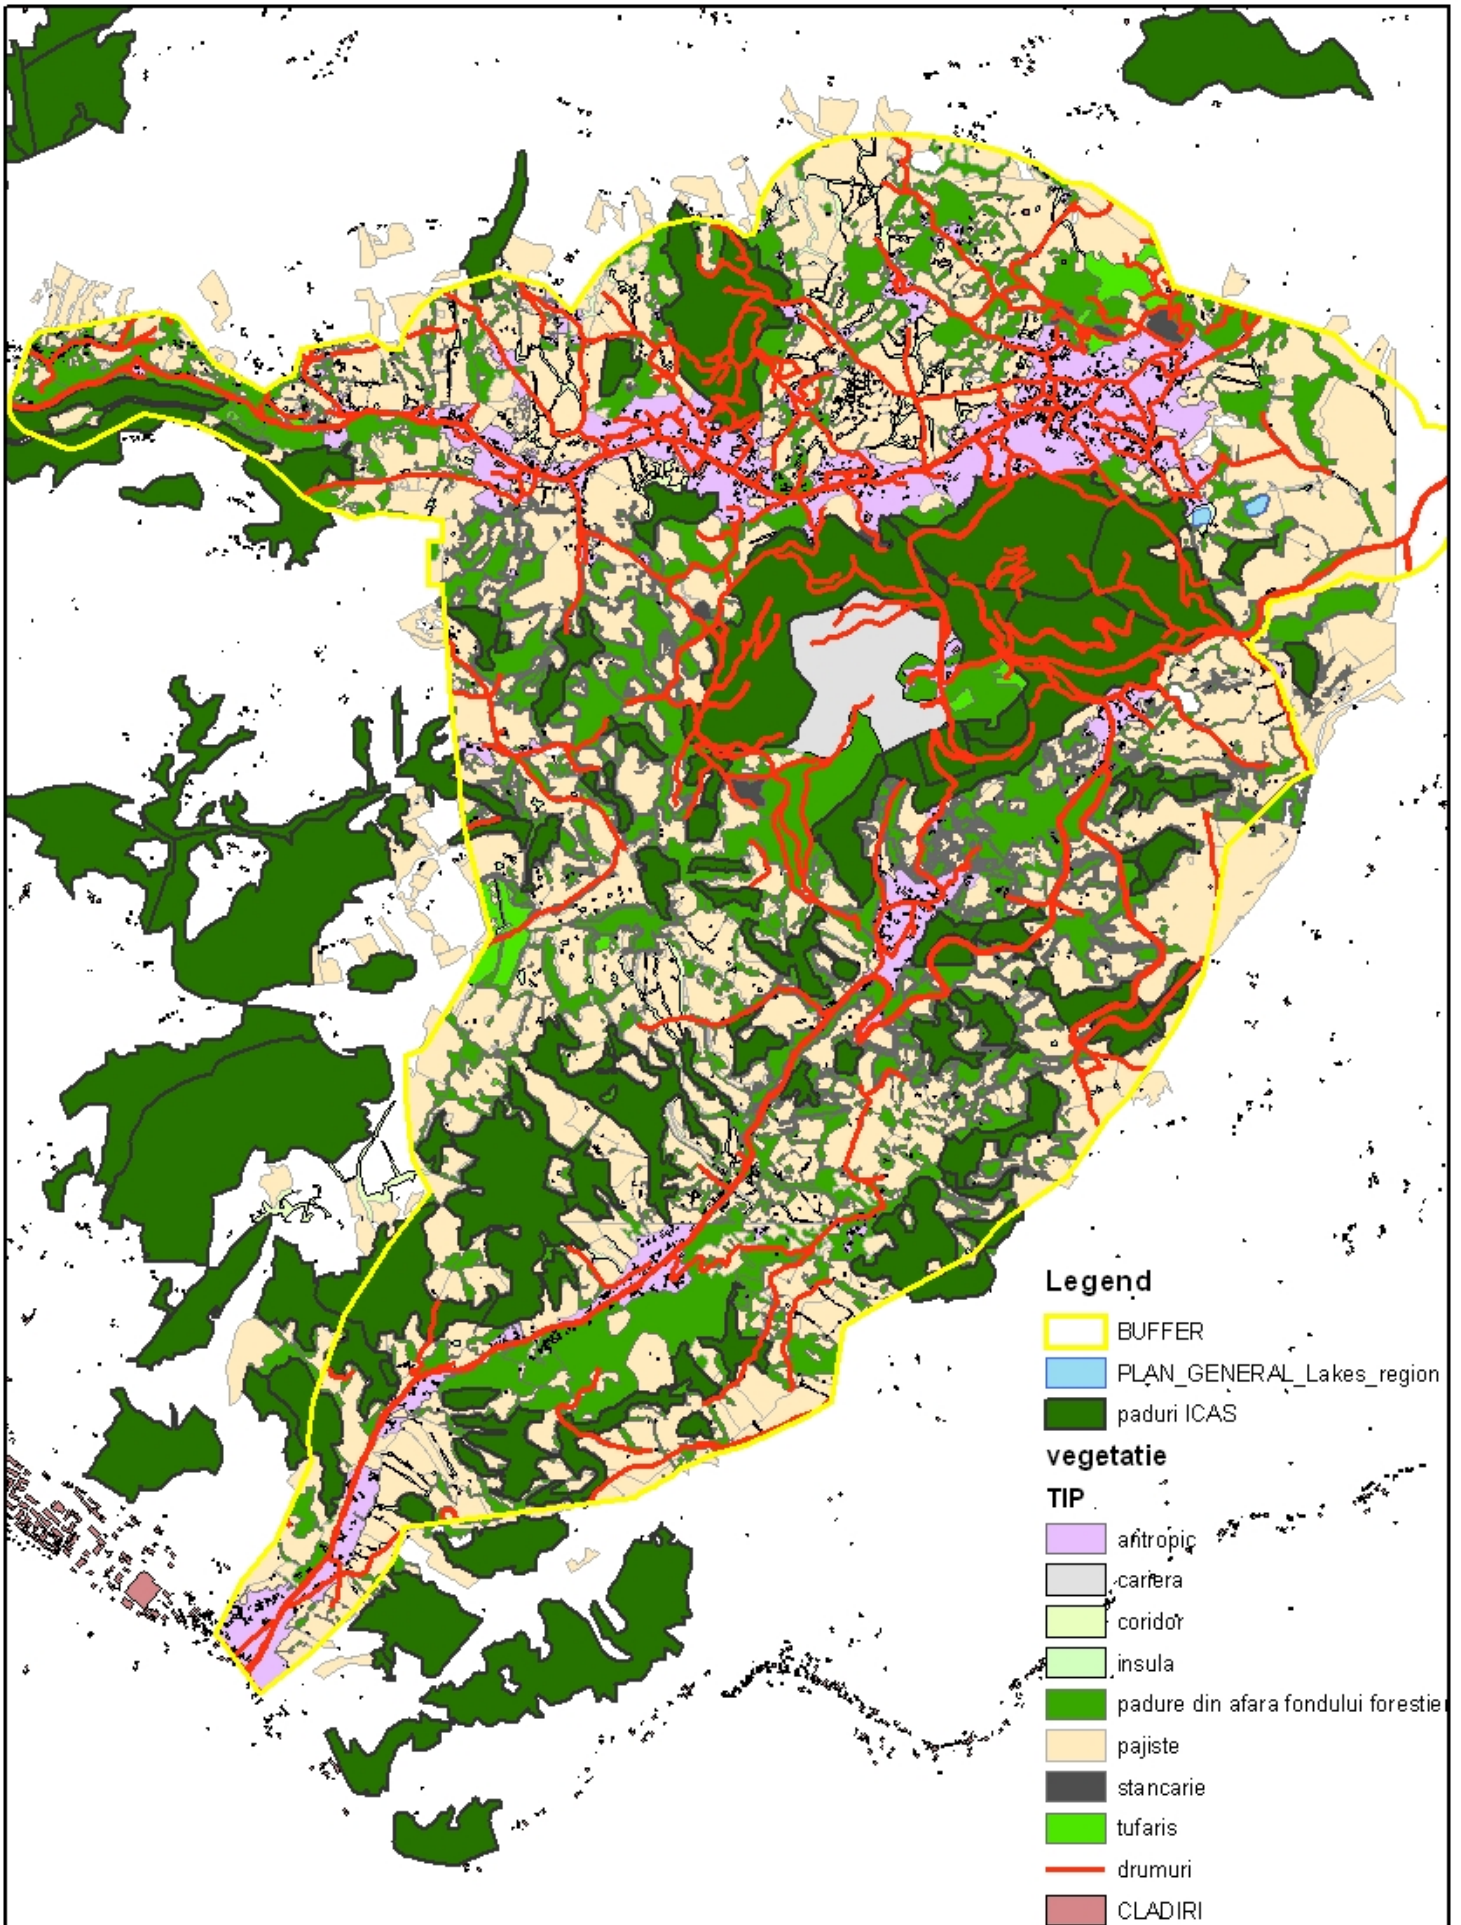 Legend
BUFFER
PLAN_GENERAL_Lakes_region
paduri ICAS
vegetatie
TIP
antropic
cariera
coridor
insula
padure din afara fondului forestier
pajiste
stancarie
tufaris
drumuri
CLADIRI